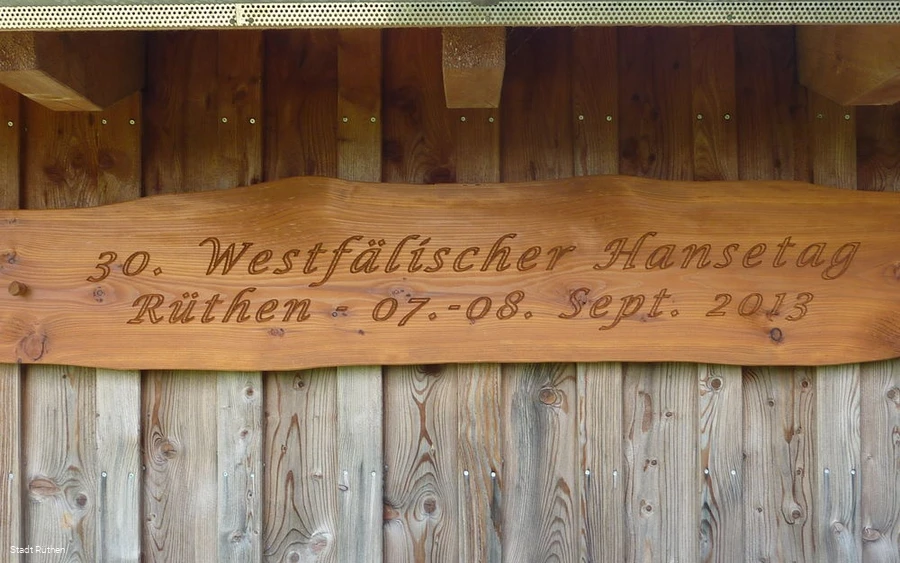 30. Westfälischer Hansetag
Rüthen - 07.-08. Sept. 2013
Stadt Rüthen